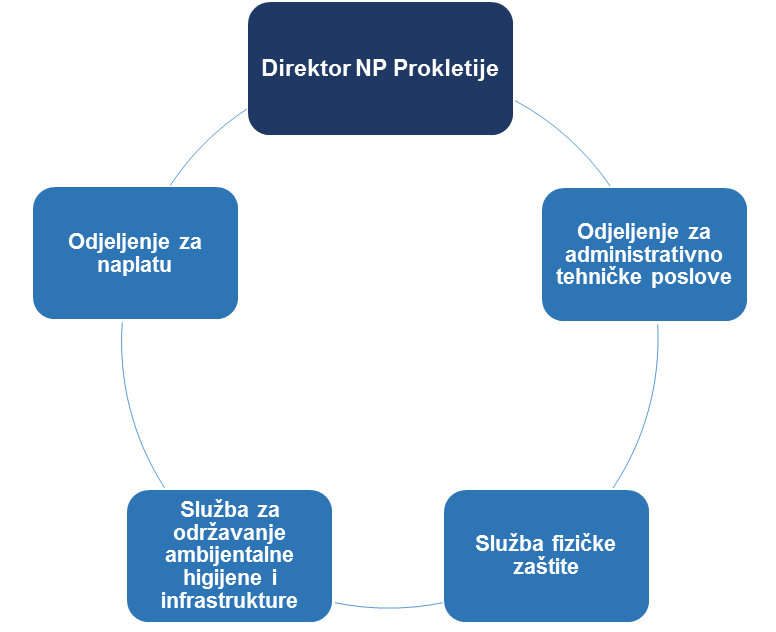 Direktor NP Prokletije
Odjeljenje za
administrativno
tehničke poslove
Služba fizičke
zaštite
Služba za
održavanje
ambijentalne
higijene i
infrastrukture
Odjeljenje za
naplatu